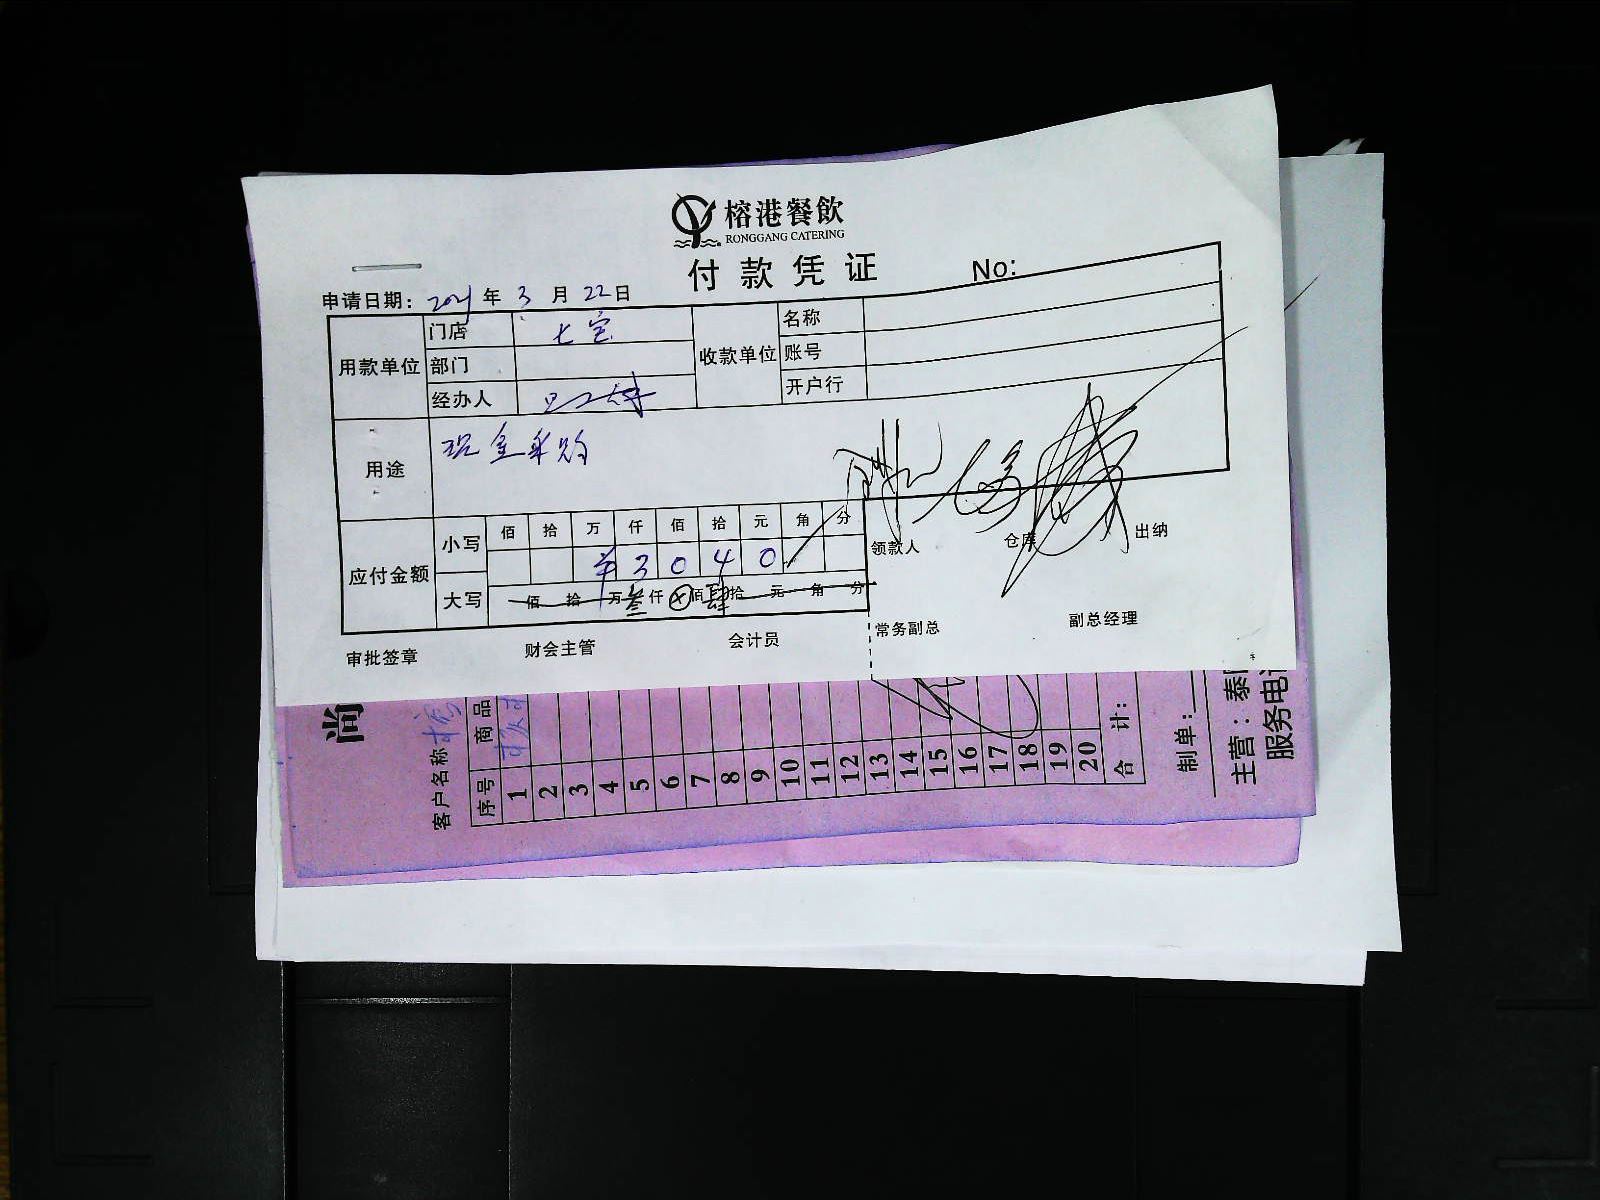 榕港餐飲
RONGGANG CATERING
付款凭证 No:
申请日期: 2021 年 3 月 22 日
用款单位 门店 七宝 收款单位 名称
部门 账号
经办人 开户行
用途 现金采购
应付金额 小写 佰 拾 万 仟 佰 拾 元 角 分
¥ 3 0 4 0
大写 佰 拾 万 叁 仟 ⊗ 佰 肆 拾 元 角 分
领款人 仓库 出纳
审批签章 财会主管 会计员 常务副总 副总经理
尚
客户名称
序号 商品
1
2
3
4
5
6
7
8
9
10
11
12
13
14
15
16
17
18
19
20
合 计:
制单:
主营:泰
服务电